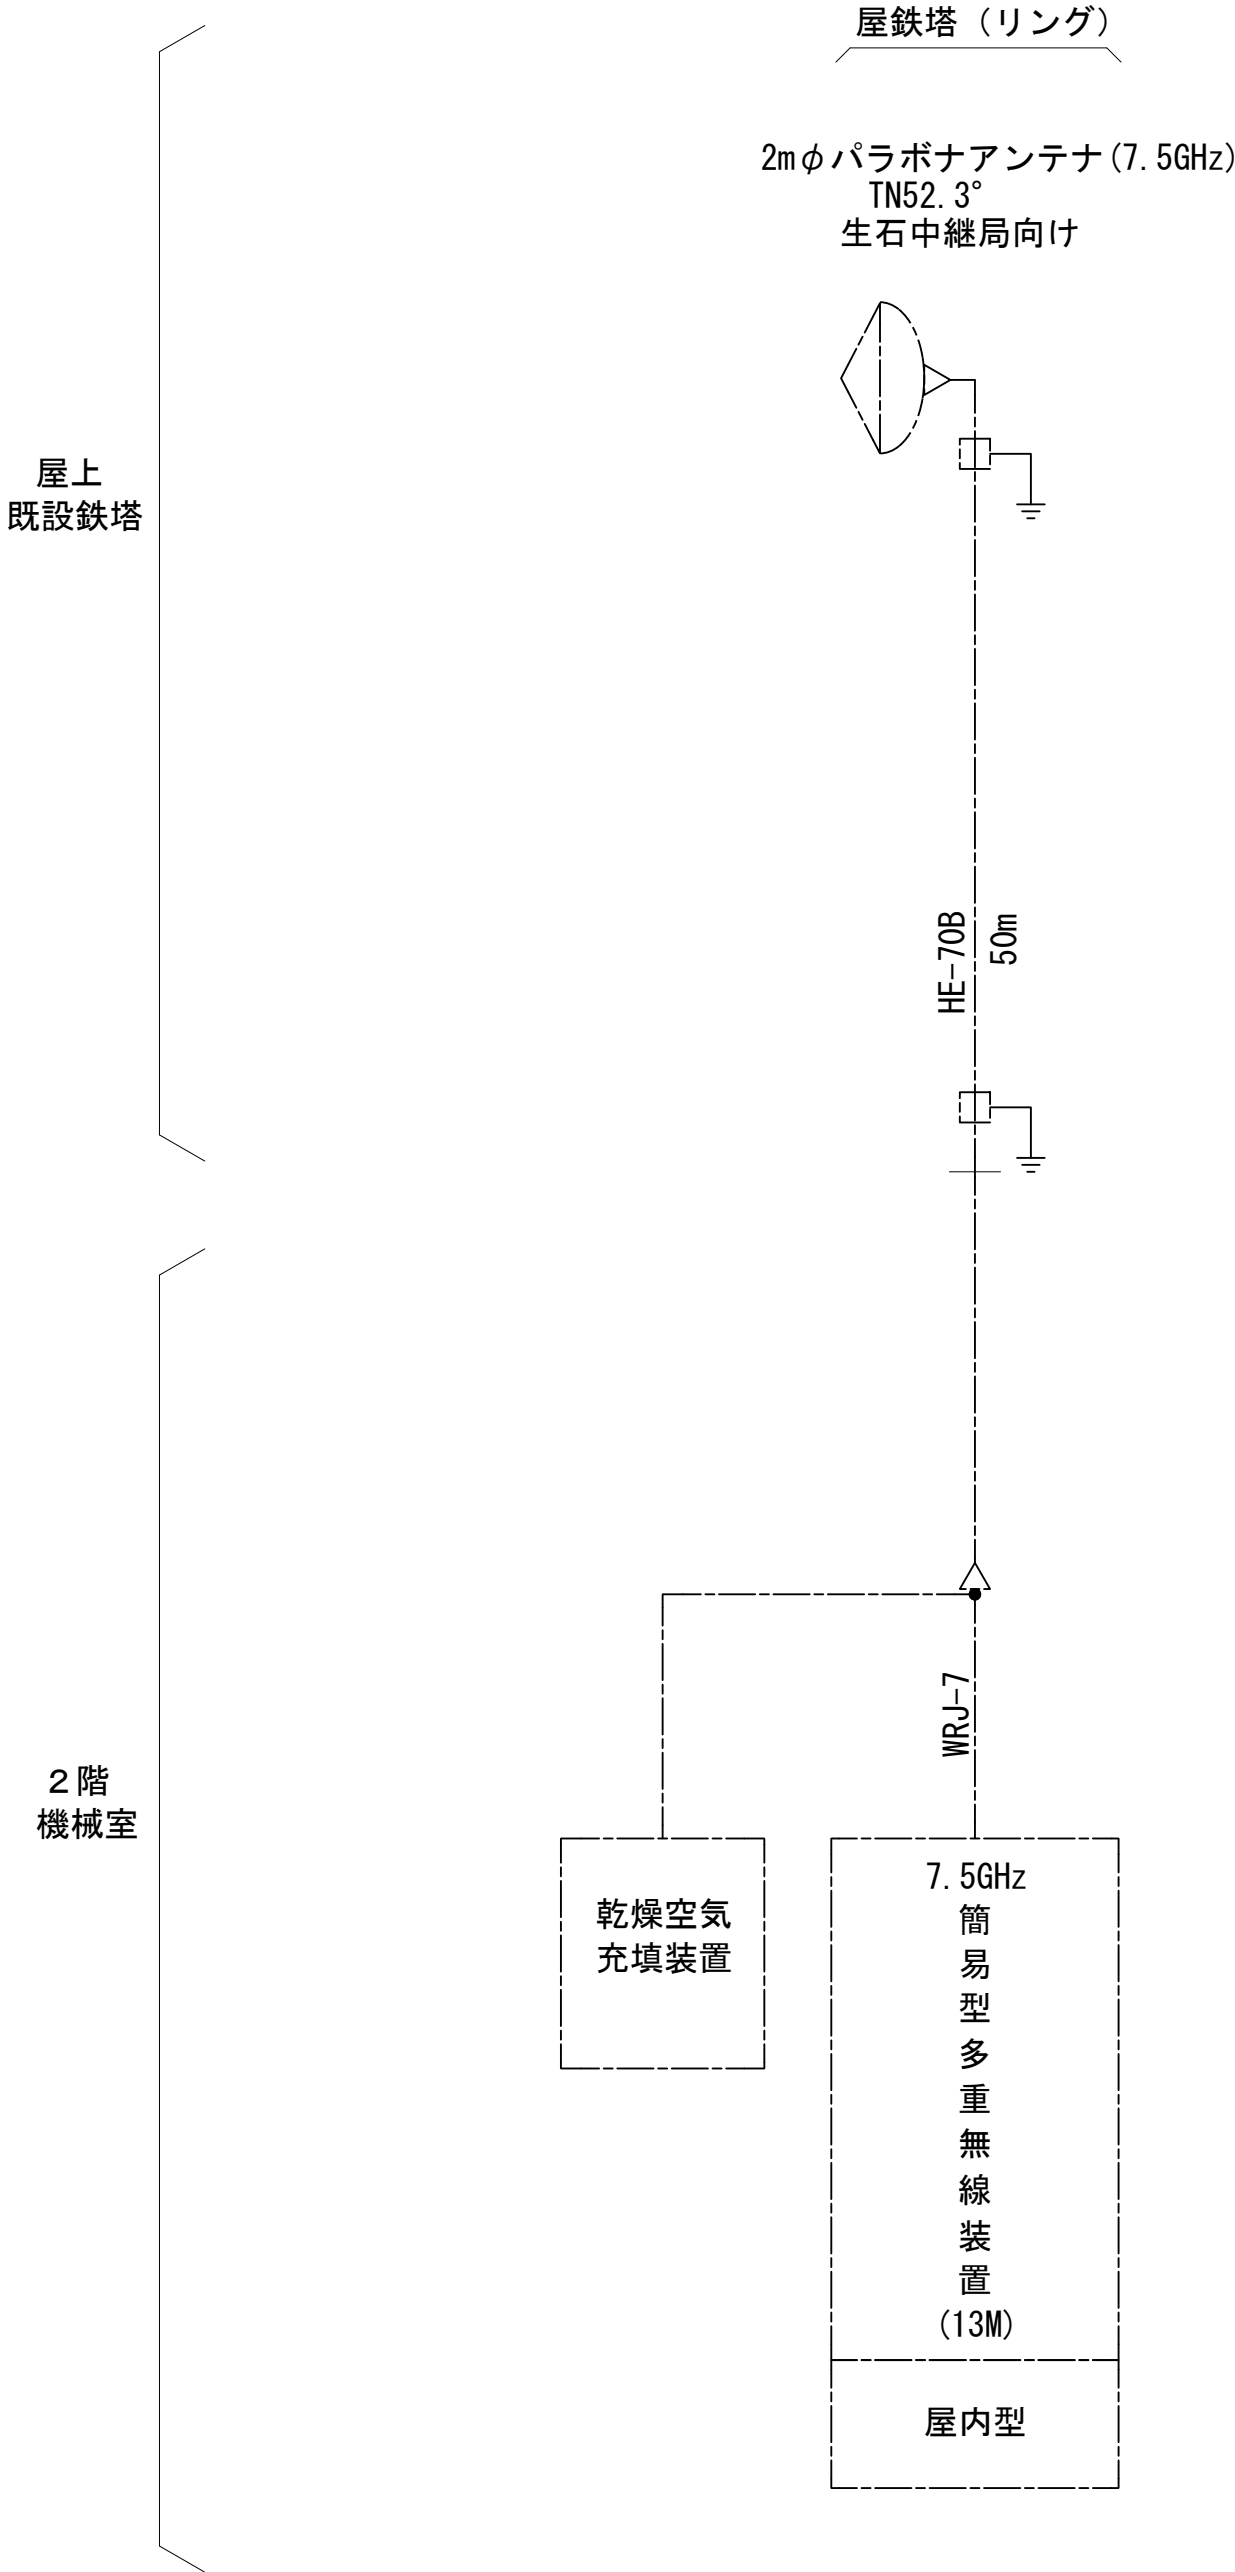 屋鉄塔（リング）
2mφパラボナアンテナ(7.5GHz)
TN52.3°
生石中継局向け
屋上
既設鉄塔
HE-70B
50m
WRJ-7
2階
機械室
乾燥空気
充填装置
7.5GHz
簡易型多重無線装置
(13M)
屋内型